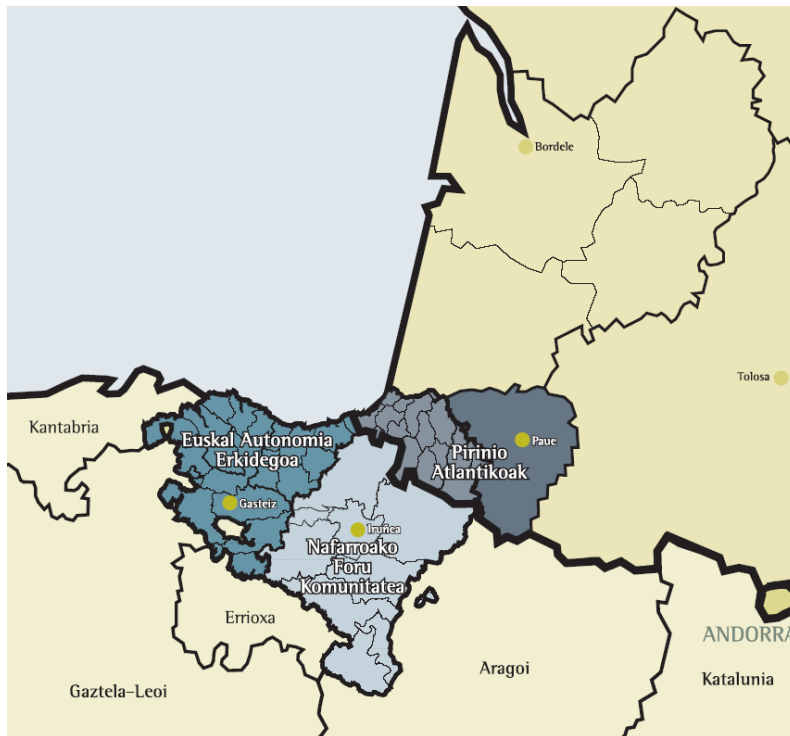 Bordele
Tolosa
Kantabria
Euskal Autonomia
Erkidegoa
Pirinio
Atlantikoak
Paue
Gasteiz
Iruñea
Nafarroako
Foru
Komunitatea
Errioxa
ANDORRA
Aragoi
Katalunia
Gaztela-Leoi